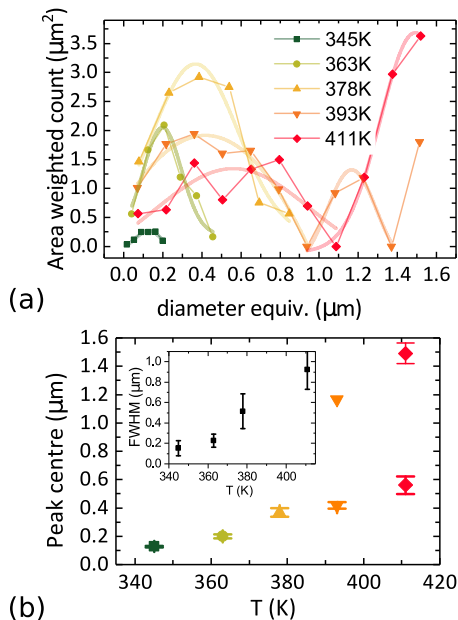 Area weighted count (μm²)
3.5
3.0
2.5
2.0
1.5
1.0
0.5
0.0
345K
363K
378K
393K
411K
0.0 0.2 0.4 0.6 0.8 1.0 1.2 1.4 1.6
(a)
diameter equiv. (μm)
Peak centre (μm)
1.6
1.4
1.2
1.0
0.8
0.6
0.4
0.2
0.0
FWHM (μm)
1.0
0.8
0.6
0.4
0.2
0.0
340 360 380 400
T (K)
340 360 380 400 420
(b)
T (K)